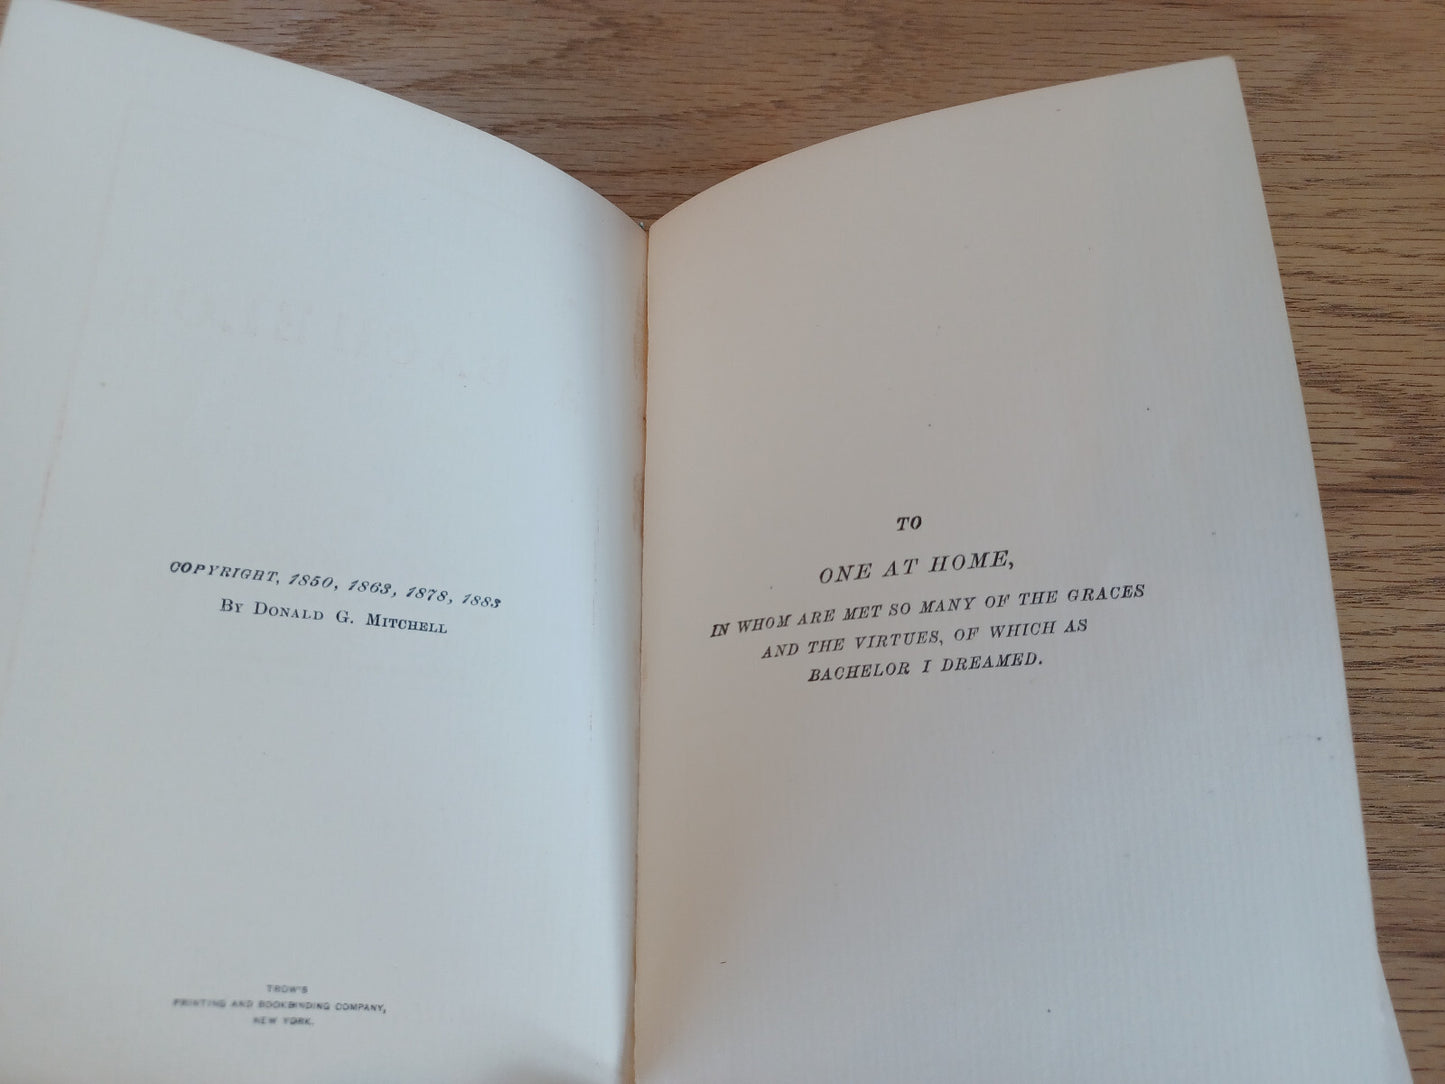 COPYRIGHT, 1850, 1863, 1878, 1883
BY DONALD G. MITCHELL
TROW'S
PRINTING AND BOOKBINDING COMPANY,
NEW YORK.
TO
ONE AT HOME,
IN WHOM ARE MET SO MANY OF THE GRACES
AND THE VIRTUES, OF WHICH AS
BACHELOR I DREAMED.